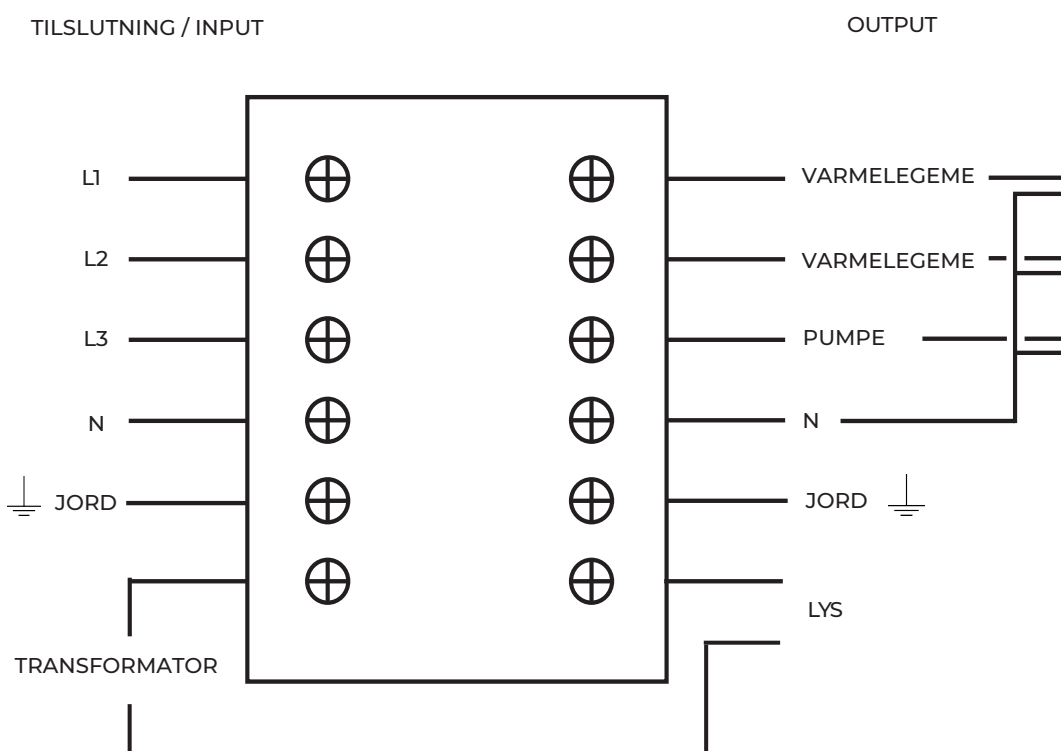 TILSLUTNING / INPUT
OUTPUT
L1
VARMELEGEME
L2
VARMELEGEME
L3
PUMPE
N
N
JORD
JORD
LYS
TRANSFORMATOR